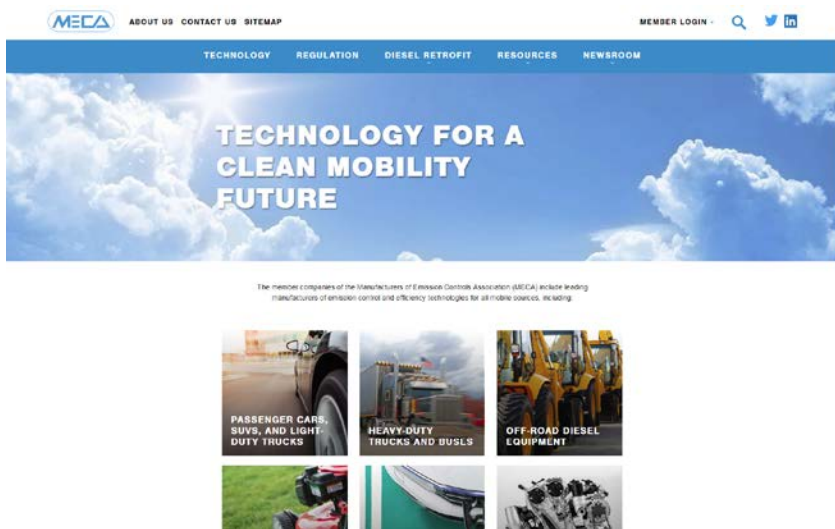 MECA
ABOUT US CONTACT US SITEMAP
MEMBER LOGIN
in
TECHNOLOGY
REGULATION
DIESEL RETROFIT
RESOURCES
NEWSROOM
TECHNOLOGY FOR A
CLEAN MOBILITY
FUTURE
The member companies of the Manufacturers of Emission Controls Association (MECA) include leading
manufacturers of emission control and efficiency technologies for all mobile sources, including:
PASSENGER CARS,
SUVS, AND LIGHT-
DUTY TRUCKS
HEAVY-DUTY
TRUCKS AND BUSES
OFF-ROAD DIESEL
EQUIPMENT